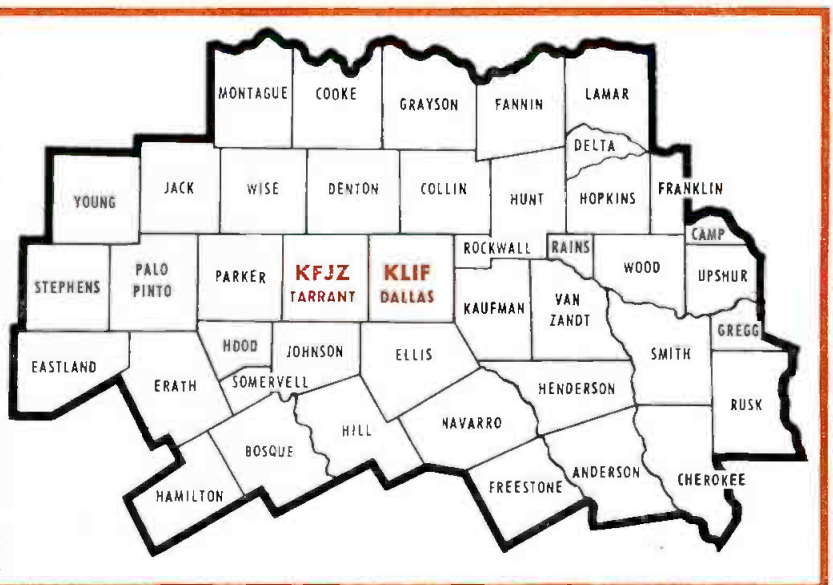 MONTAGUE
COOKE
GRAYSON
FANNIN
LAMAR
DELTA
YOUNG
JACK
WISE
DENTON
COLLIN
HUNT
HOPKINS
FRANKLIN
CAMP
STEPHENS
PALO
PINTO
PARKER
KFJZ
TARRANT
KLIF
DALLAS
ROCKWALL
RAINS
WOOD
UPSHUR
KAUFMAN
VAN
ZANDT
SMITH
GREGG
EASTLAND
ERATH
HOOD
SOMERVELL
JOHNSON
ELLIS
HENDERSON
RUSK
HAMILTON
BOSQUE
HILL
NAVARRO
FREESTONE
ANDERSON
CHEROKEE